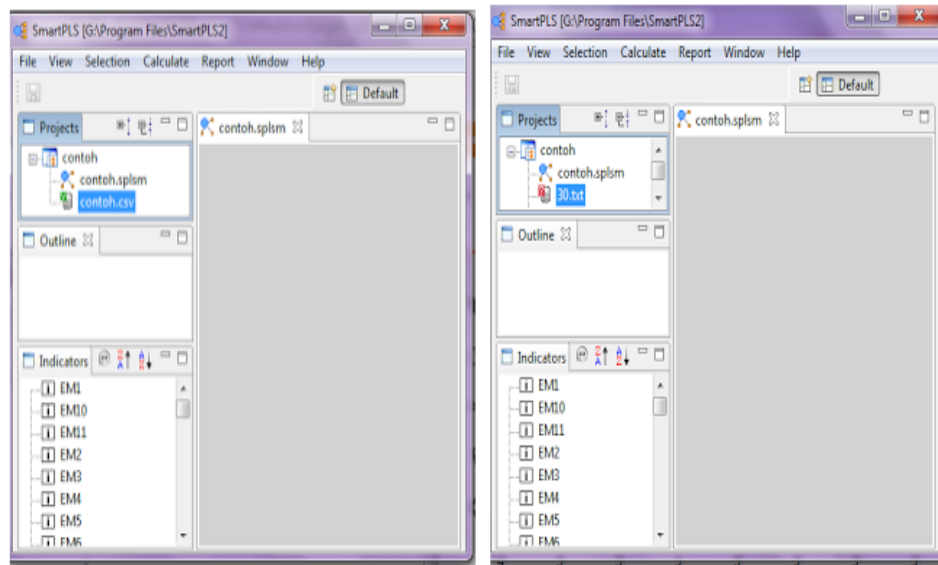 SmartPLS [G:\Program Files\SmartPLS2]
File View Selection Calculate Report Window Help
Default
Projects
contoh.splsm
contoh
contoh.splsm
contoh.csv
Outline
Indicators
EM1
EM10
EM11
EM2
EM3
EM4
EM5
EM6
SmartPLS [G:\Program Files\SmartPLS2]
File View Selection Calculate Report Window Help
Default
Projects
contoh.splsm
contoh
contoh.splsm
30.txt
Outline
Indicators
EM1
EM10
EM11
EM2
EM3
EM4
EM5
EM6